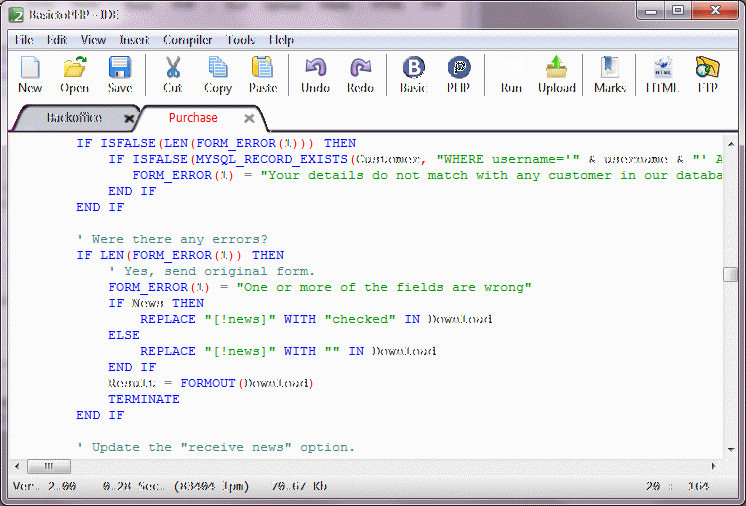 BasictoPHP - IDE
File Edit View Insert Compiler Tools Help
New Open Save Cut Copy Paste Undo Redo Basic PHP Run Upload Marks HTML FTP
Backoffice Purchase
IF ISFALSE(LEN(FORM_ERROR(1))) THEN
IF ISFALSE(MYSQL_RECORD_EXISTS(Customer, "WHERE username='" & username & "' A
FORM_ERROR(1) = "Your details do not match with any customer in our databa
END IF
END IF
' Were there any errors?
IF LEN(FORM_ERROR(1)) THEN
' Yes, send original form.
FORM_ERROR(1) = "One or more of the fields are wrong"
IF News THEN
REPLACE "[!news]" WITH "checked" IN Download
ELSE
REPLACE "[!news]" WITH "" IN Download
END IF
Result = FORMOUT(Download)
TERMINATE
END IF
' Update the "receive news" option.
Ver. 2.00 0.28 Sec. (83404 lpm) 70.67 Kb 20 : 164